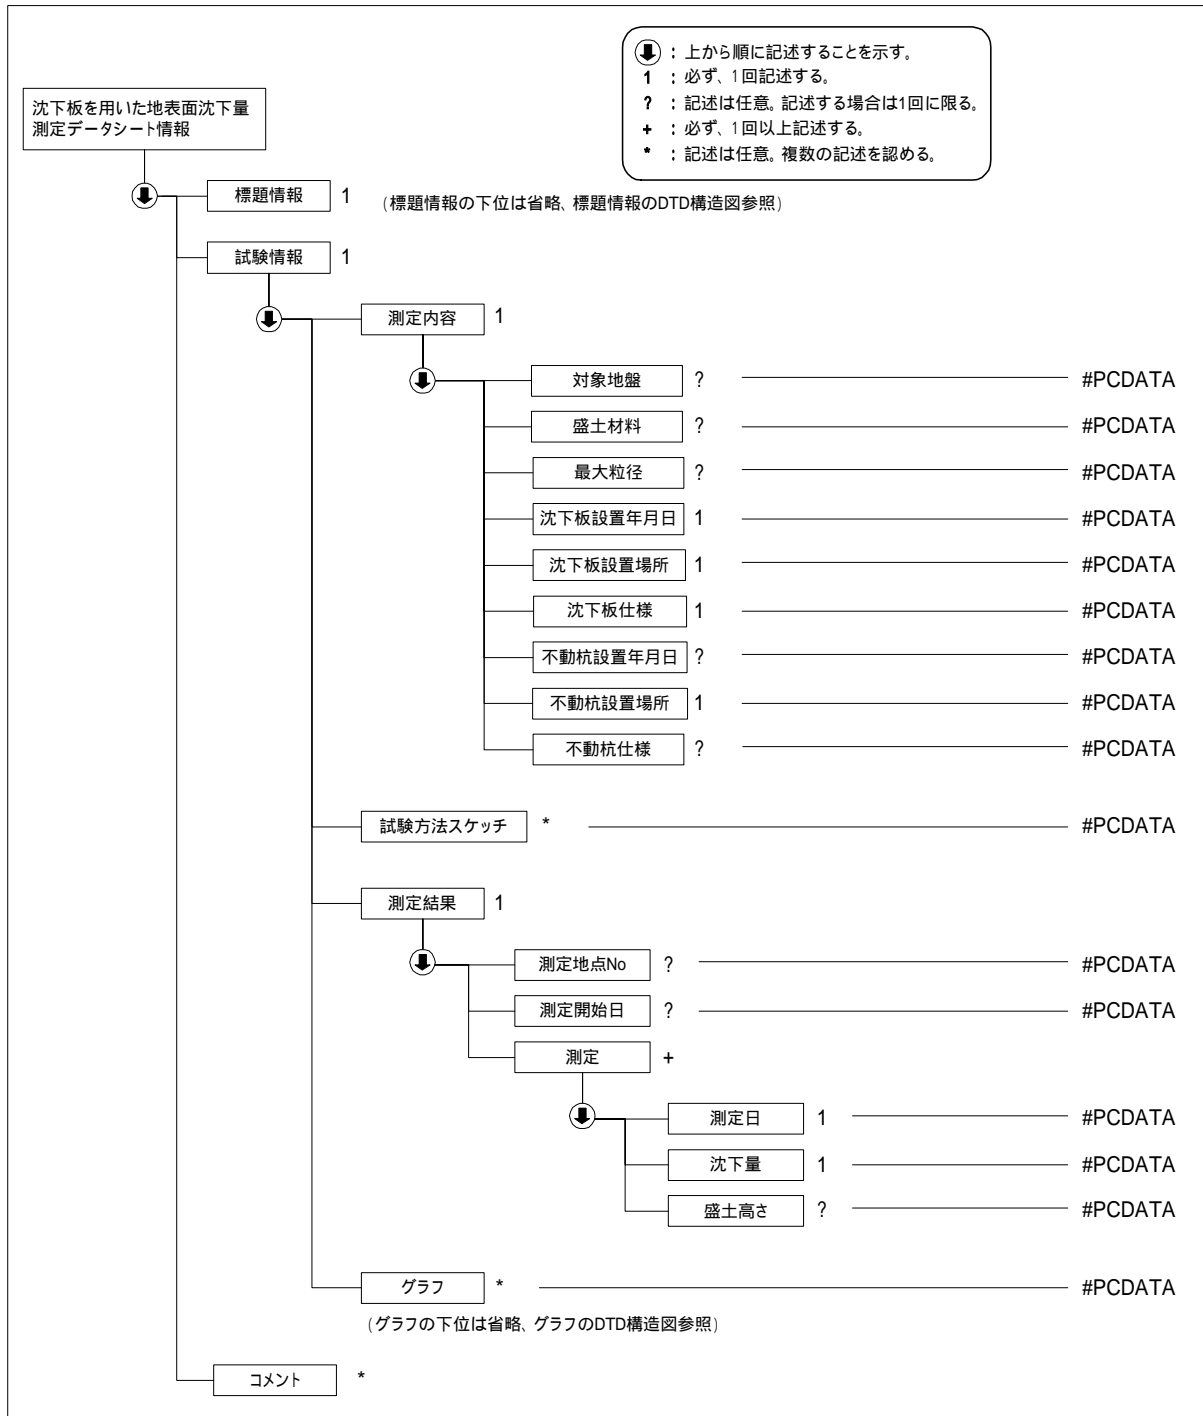 : 上から順に記述することを示す。
1 : 必ず、1回記述する。
? : 記述は任意。記述する場合は1回に限る。
+ : 必ず、1回以上記述する。
* : 記述は任意。複数の記述を認める。
沈下板を用いた地表面沈下量
測定データシート情報
標題情報 1 (標題情報の下位は省略、標題情報のDTD構造図参照)
試験情報 1
測定内容 1
対象地盤 ? #PCDATA
盛土材料 ? #PCDATA
最大粒径 ? #PCDATA
沈下板設置年月日 1 #PCDATA
沈下板設置場所 1 #PCDATA
沈下板仕様 1 #PCDATA
不動杭設置年月日 ? #PCDATA
不動杭設置場所 1 #PCDATA
不動杭仕様 ? #PCDATA
試験方法スケッチ * #PCDATA
測定結果 1
測定地点No ? #PCDATA
測定開始日 ? #PCDATA
測定 +
測定日 1 #PCDATA
沈下量 1 #PCDATA
盛土高さ ? #PCDATA
グラフ * #PCDATA
(グラフの下位は省略、グラフのDTD構造図参照)
コメント *